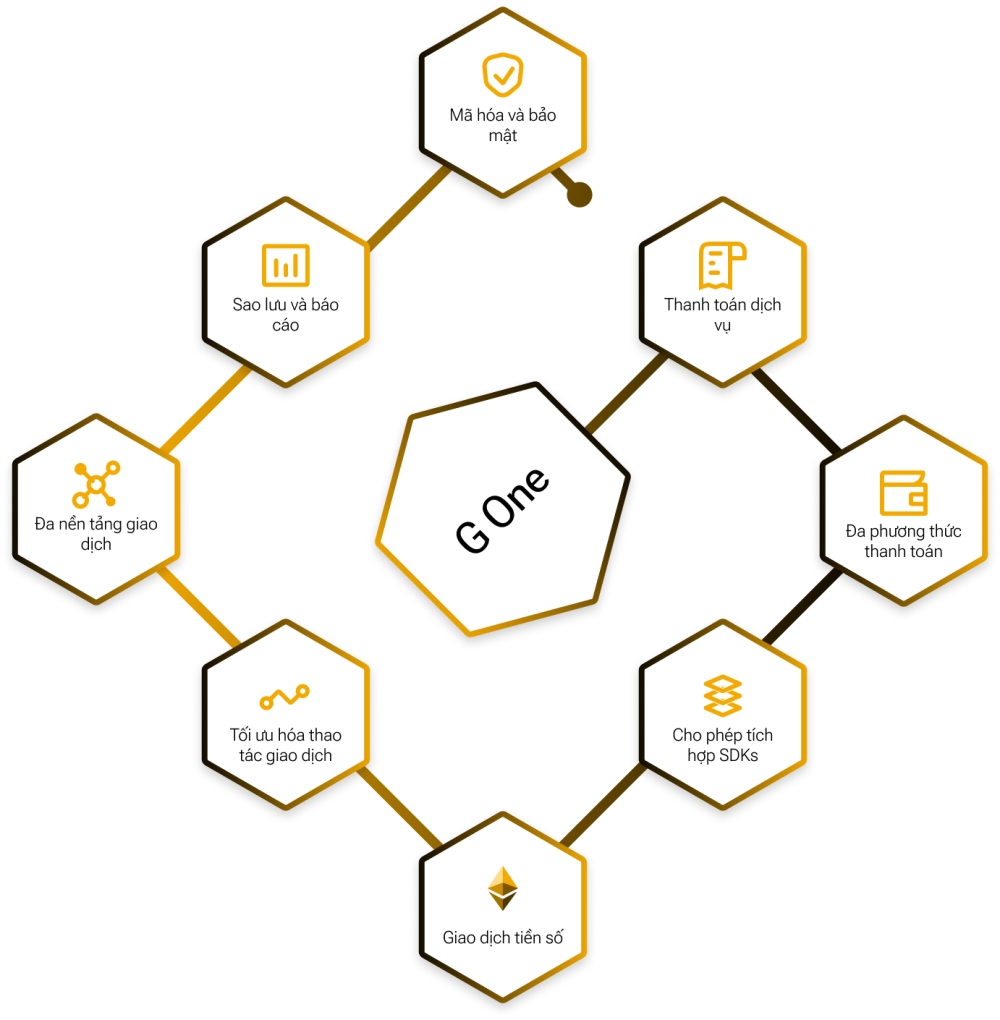 Mã hóa và bảo
mật
Sao lưu và báo
cáo
Thanh toán dịch
vụ
Đa nền tảng giao
dịch
G One
Đa phương thức
thanh toán
Tối ưu hóa thao
tác giao dịch
Cho phép tích
hợp SDKs
Giao dịch tiền số